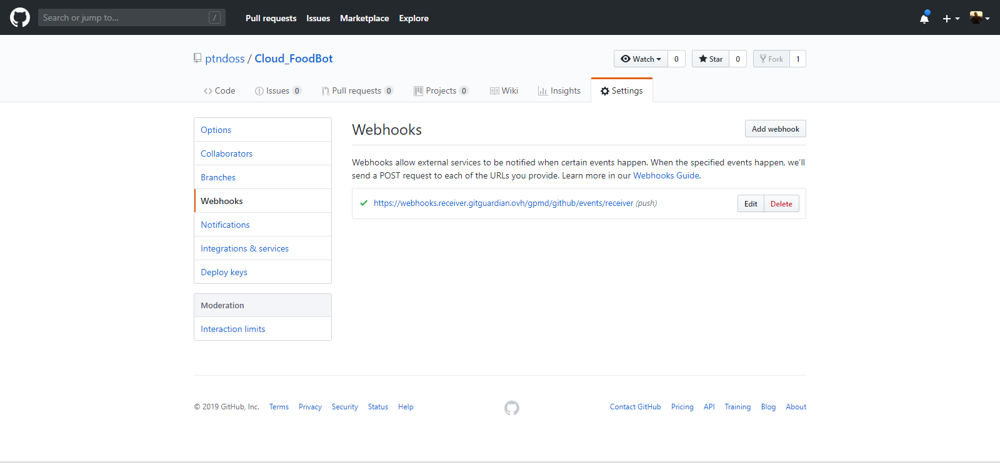 Search or jump to... /
Pull requests Issues Marketplace Explore
ptndoss / Cloud_FoodBot
Watch 0 Star 0 Fork 1
Code Issues 0 Pull requests 0 Projects 0 Wiki Insights Settings
Options
Collaborators
Branches
Webhooks
Notifications
Integrations & services
Deploy keys
Moderation
Interaction limits
Webhooks
Add webhook
Webhooks allow external services to be notified when certain events happen. When the specified events happen, we’ll
send a POST request to each of the URLs you provide. Learn more in our Webhooks Guide.
https://webhooks.receiver.gitguardian.ovh/gpmd/github/events/receiver (push)
Edit Delete
© 2019 GitHub, Inc. Terms Privacy Security Status Help
Contact GitHub Pricing API Training Blog About